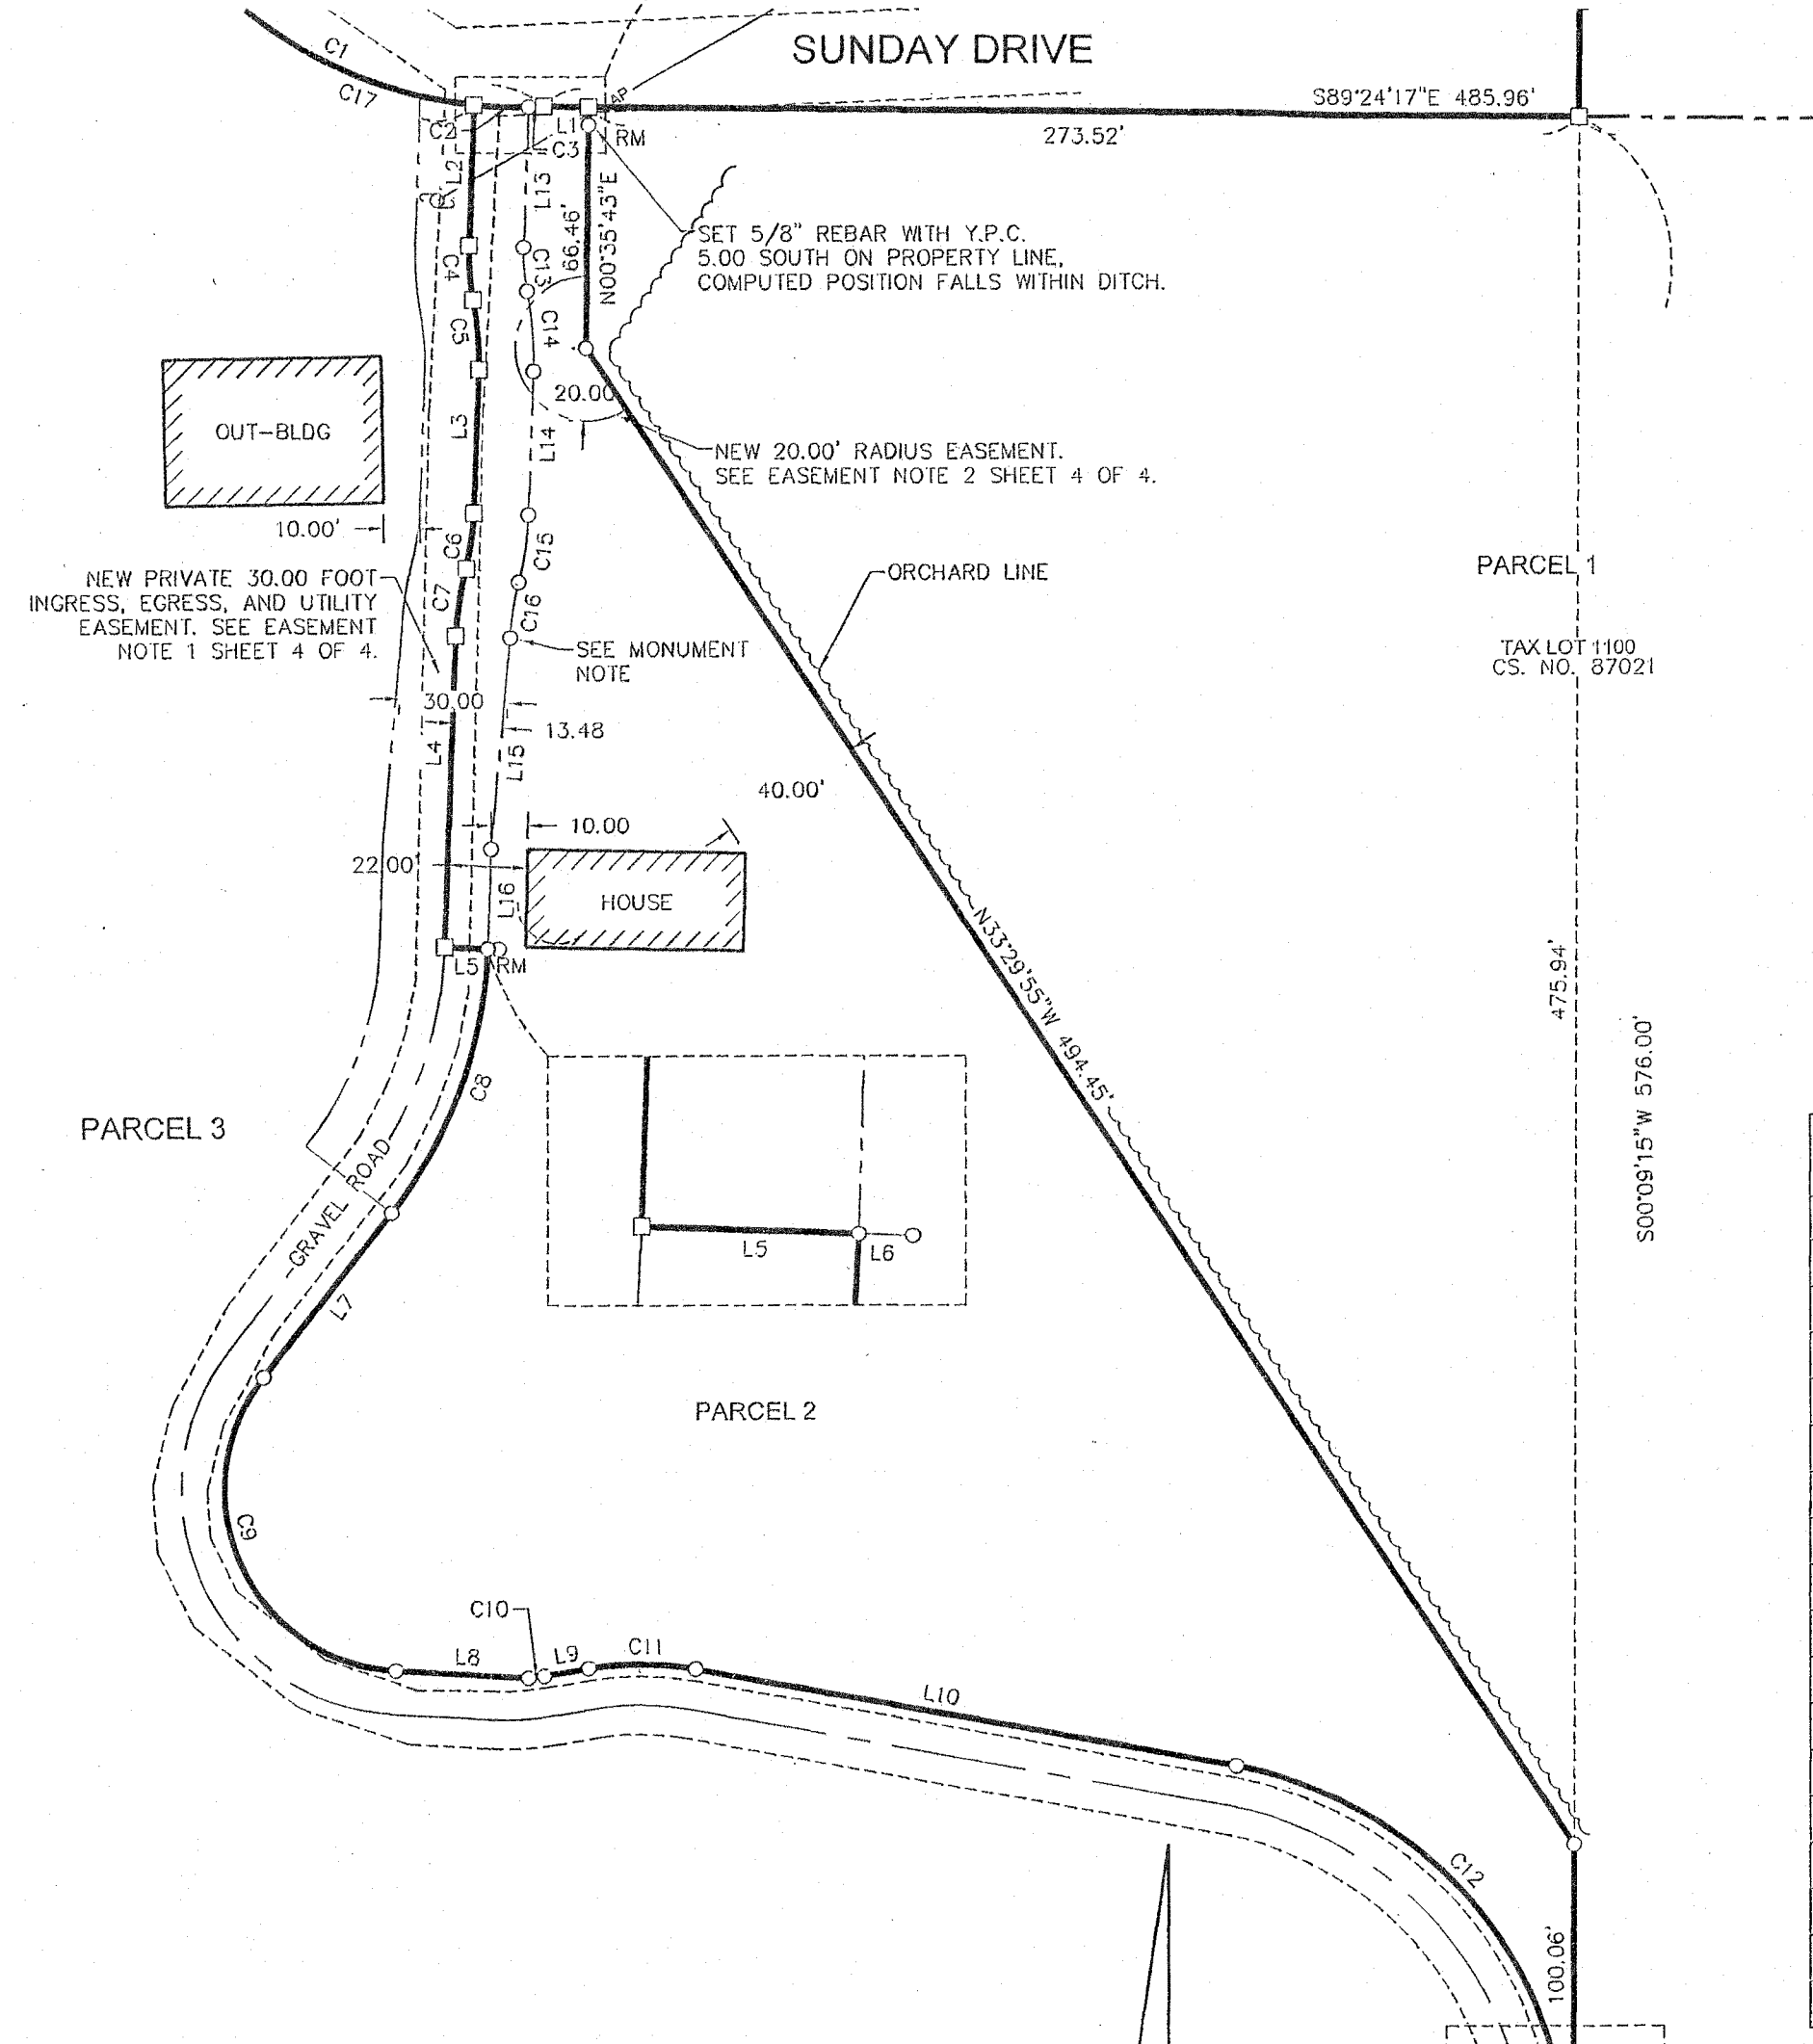 SUNDAY DRIVE
C1
C17
S89°24'17"E 485.96'
273.52'
C2
L1
C3
RM
L2
L13
66.46'
N00°35'43"E
SET 5/8" REBAR WITH Y.P.C.
5.00 SOUTH ON PROPERTY LINE,
COMPUTED POSITION FALLS WITHIN DITCH.
C4
C13
C5
C14
20.00
OUT-BLDG
L3
L14
NEW 20.00' RADIUS EASEMENT.
SEE EASEMENT NOTE 2 SHEET 4 OF 4.
10.00'
C6
C15
NEW PRIVATE 30.00 FOOT
INGRESS, EGRESS, AND UTILITY
EASEMENT. SEE EASEMENT
NOTE 1 SHEET 4 OF 4.
C7
C16
ORCHARD LINE
PARCEL 1
SEE MONUMENT
NOTE
TAX LOT 1100
CS. NO. 87021
30.00
13.48
L4
L15
40.00'
10.00
22.00'
L16
HOUSE
L5
RM
N33°29'55"W 494.45'
475.94'
S00°09'15"W 576.00'
C8
PARCEL 3
GRAVEL ROAD
L5
L6
L7
PARCEL 2
C9
C10
L8
L9
C11
L10
C12
100.06'